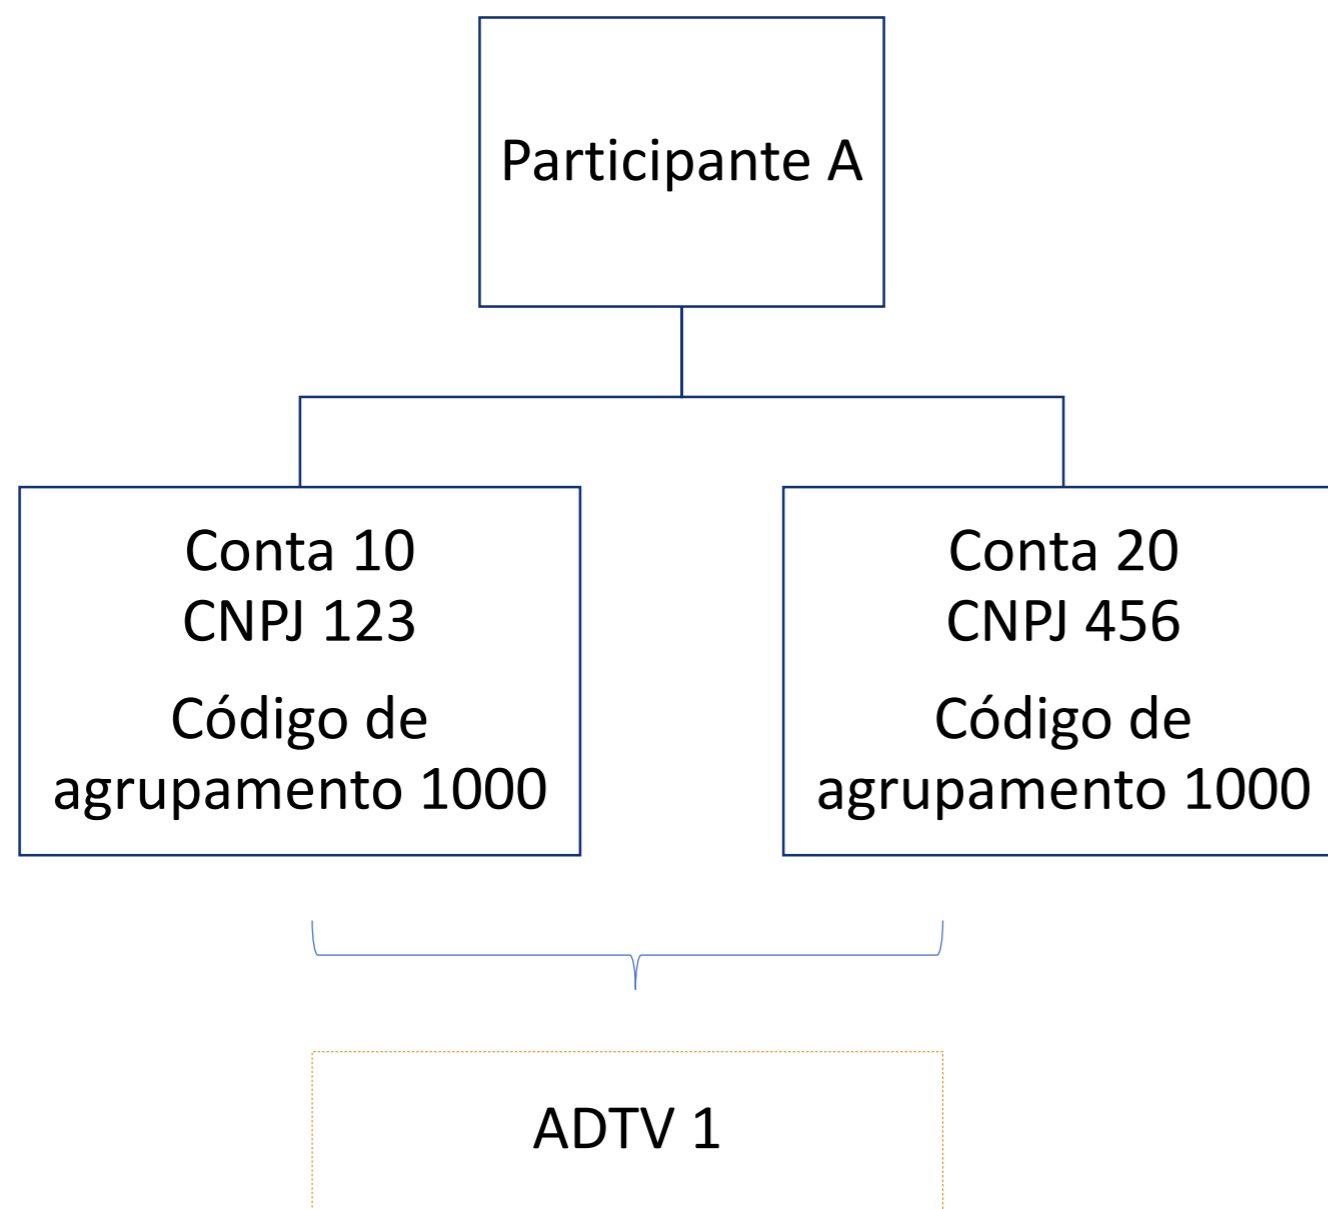 Participante A
Conta 10
CNPJ 123
Código de
agrupamento 1000
Conta 20
CNPJ 456
Código de
agrupamento 1000
ADTV 1